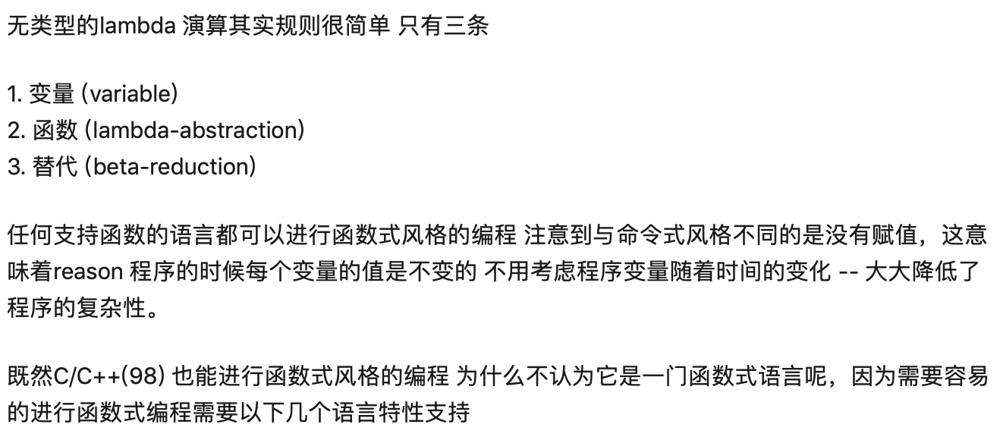 无类型的lambda 演算其实规则很简单 只有三条
1. 变量 (variable)
2. 函数 (lambda-abstraction)
3. 替代 (beta-reduction)
任何支持函数的语言都可以进行函数式风格的编程 注意到与命令式风格不同的是没有赋值，这意
味着reason 程序的时候每个变量的值是不变的 不用考虑程序变量随着时间的变化 -- 大大降低了
程序的复杂性。
既然C/C++(98) 也能进行函数式风格的编程 为什么不认为它是一门函数式语言呢，因为需要容易
的进行函数式编程需要以下几个语言特性支持